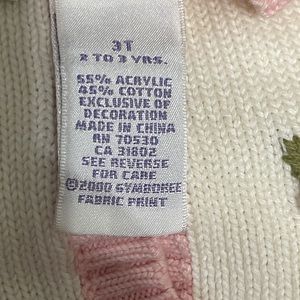 3T
2 TO 3 YRS.
55% ACRYLIC
45% COTTON
EXCLUSIVE OF
DECORATION
MADE IN CHINA
RN 70530
CA 31802
SEE REVERSE
FOR CARE
©2000 GYMBOREE
FABRIC PRINT